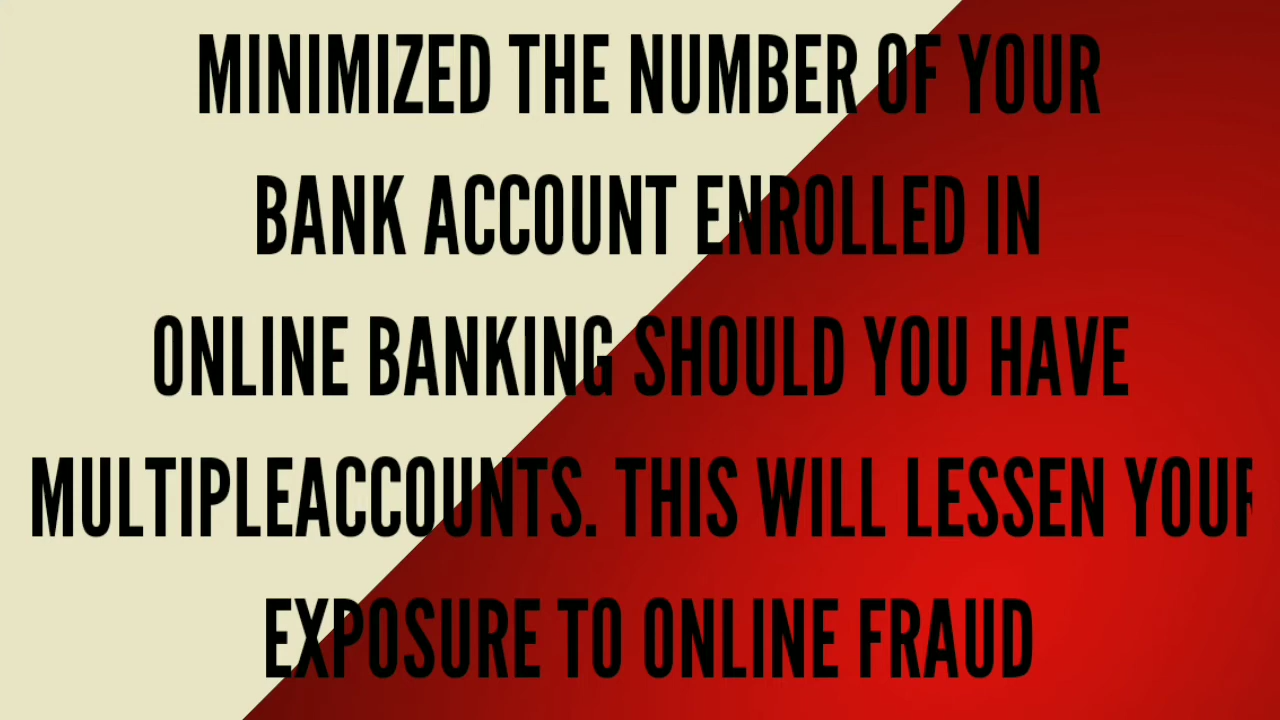 MINIMIZED THE NUMBER OF YOUR
BANK ACCOUNT ENROLLED IN
ONLINE BANKING SHOULD YOU HAVE
MULTIPLEACCOUNTS. THIS WILL LESSEN YOUR
EXPOSURE TO ONLINE FRAUD